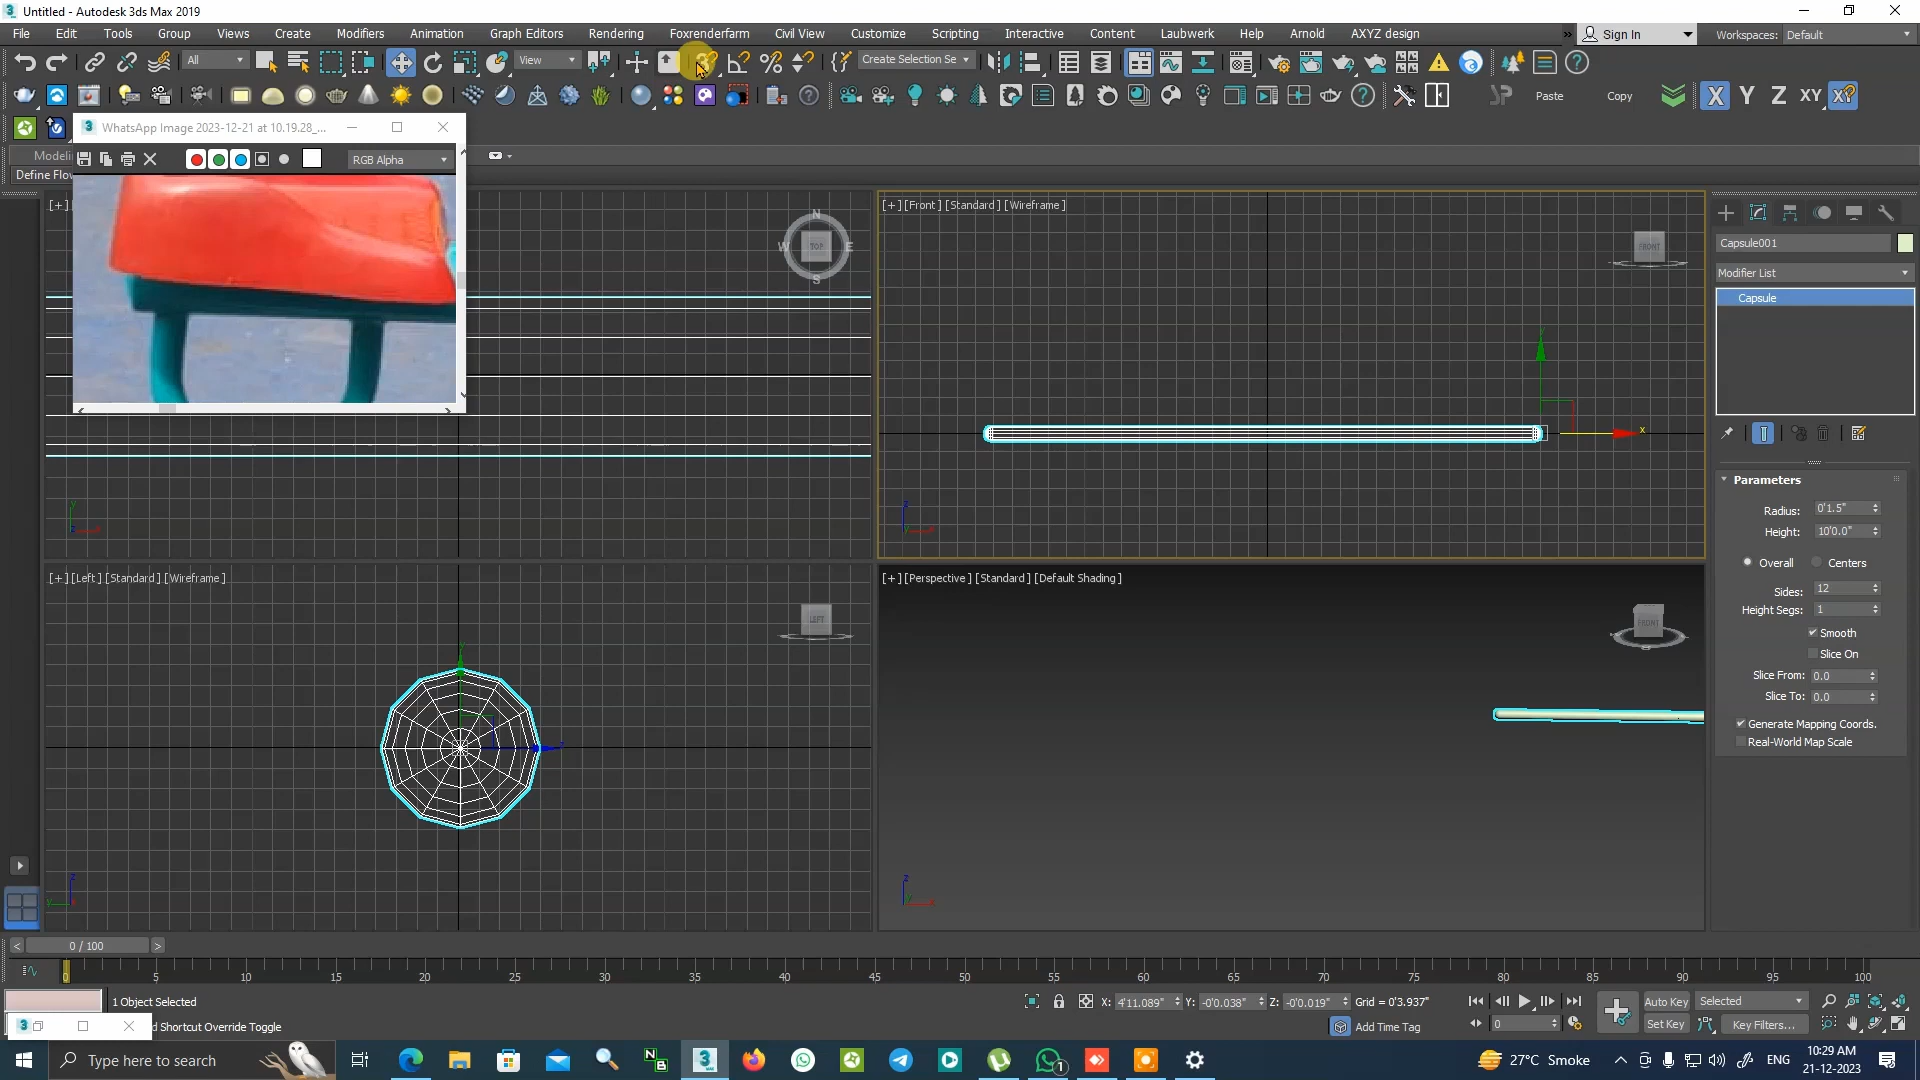 Untitled - Autodesk 3ds Max 2019
File Edit Tools Group Views Create Modifiers Animation Graph Editors Rendering Foxrenderfarm Civil View Customize Scripting Interactive Content Laubwerk Help Arnold AXYZ design » Sign In Workspaces: Default
All View Create Selection Se
Paste Copy X Y Z XY
WhatsApp Image 2023-12-21 at 10.19.28_...
RGB Alpha
Modeli
Define Flo
[+]
N
W TOP E
S
[+] [Front] [Standard] [Wireframe]
FRONT
Capsule001
Modifier List
Capsule
Parameters
Radius: 0'1.5"
Height: 10'0.0"
Overall Centers
Sides: 12
Height Segs: 1
Smooth
Slice On
Slice From: 0.0
Slice To: 0.0
Generate Mapping Coords.
Real-World Map Scale
[+] [Left] [Standard] [Wireframe]
LEFT
[+] [Perspective] [Standard] [Default Shading]
FRONT
< 0 / 100 >
0 5 10 15 20 25 30 35 40 45 50 55 60 65 70 75 80 85 90 95 100
1 Object Selected
X: 4'11.089" Y: -0'0.038" Z: -0'0.019" Grid = 0'3.937"
Auto Key Selected
d Shortcut Override Toggle
Add Time Tag
0
Set Key Key Filters...
Type here to search
27°C Smoke
ENG
10:29 AM
21-12-2023